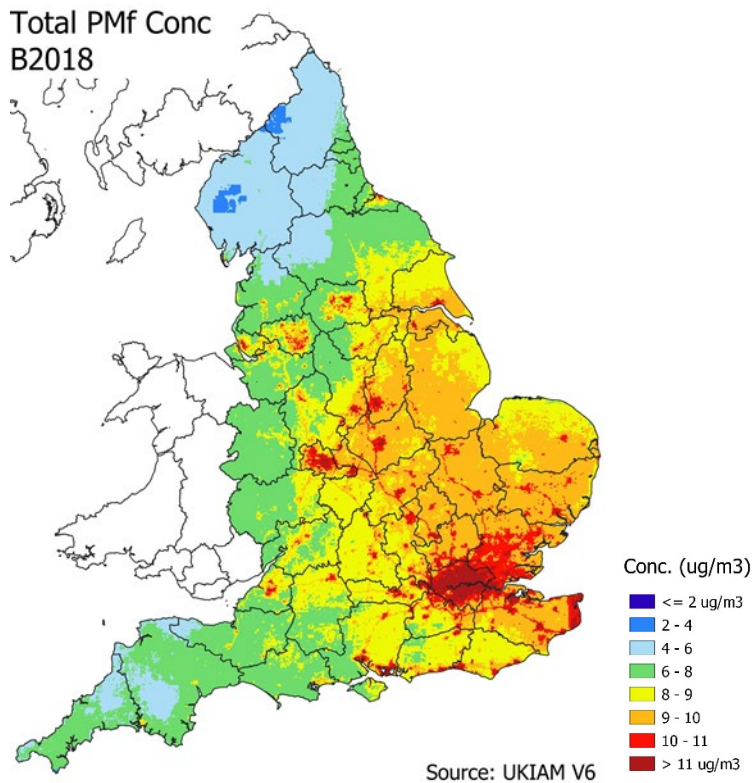 Total PMf Conc
B2018
Conc. (ug/m3)
<= 2 ug/m3
2 - 4
4 - 6
6 - 8
8 - 9
9 - 10
10 - 11
> 11 ug/m3
Source: UKIAM V6